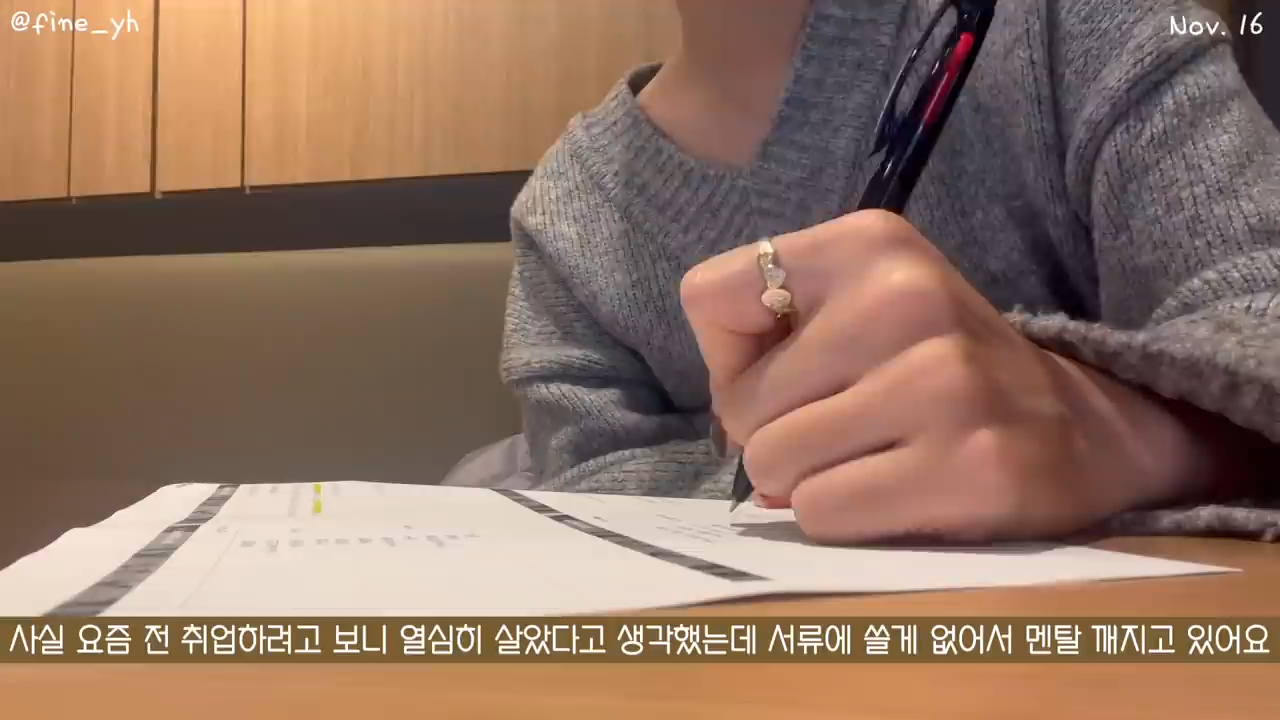 @fine_yh
Nov. 16
사실 요즘 전 취업하려고 보니 열심히 살았다고 생각했는데 서류에 쓸게 없어서 멘탈 깨지고 있어요